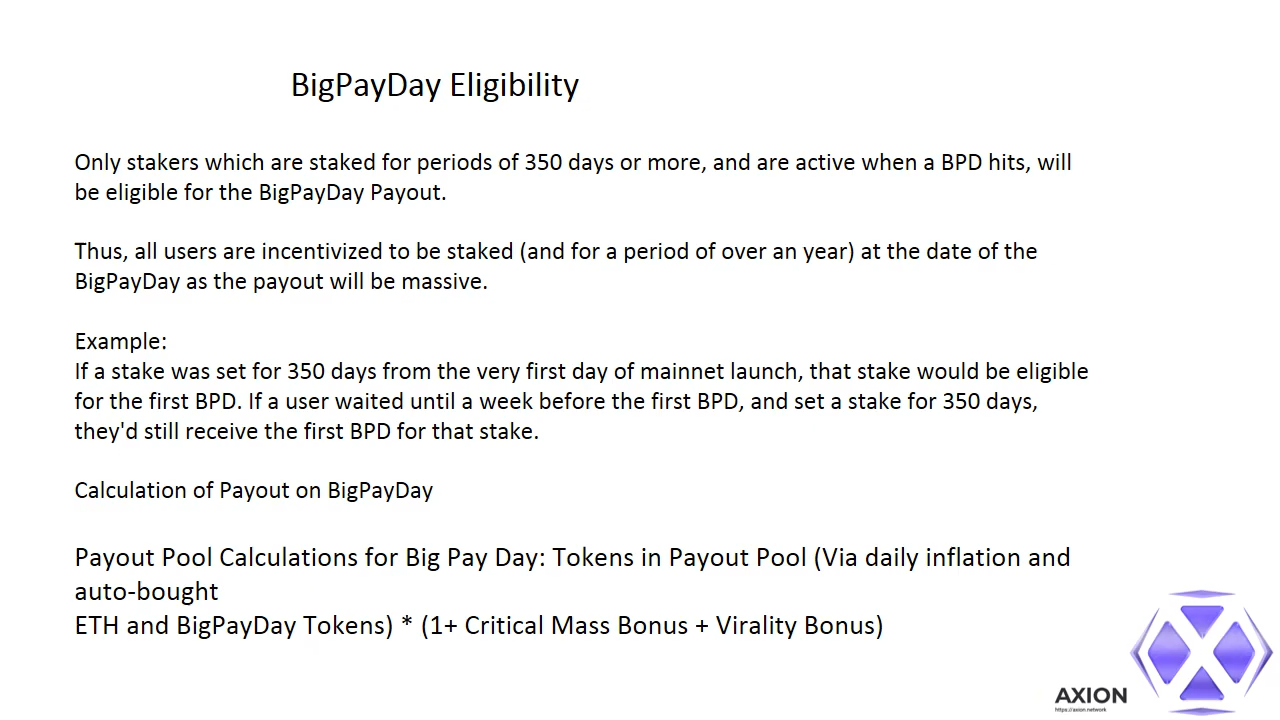 BigPayDay Eligibility
Only stakers which are staked for periods of 350 days or more, and are active when a BPD hits, will
be eligible for the BigPayDay Payout.
Thus, all users are incentivized to be staked (and for a period of over an year) at the date of the
BigPayDay as the payout will be massive.
Example:
If a stake was set for 350 days from the very first day of mainnet launch, that stake would be eligible
for the first BPD. If a user waited until a week before the first BPD, and set a stake for 350 days,
they'd still receive the first BPD for that stake.
Calculation of Payout on BigPayDay
Payout Pool Calculations for Big Pay Day: Tokens in Payout Pool (Via daily inflation and
auto-bought
ETH and BigPayDay Tokens) * (1+ Critical Mass Bonus + Virality Bonus)
AXION
https://axion.network